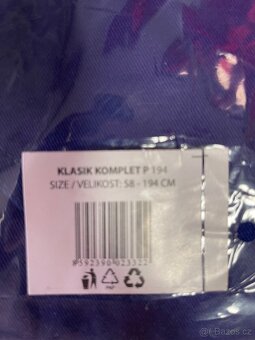 KLASIK KOMPLET P 194
SIZE / VELIKOST: 58 - 194 CM
8592390023322
© Bazos.cz